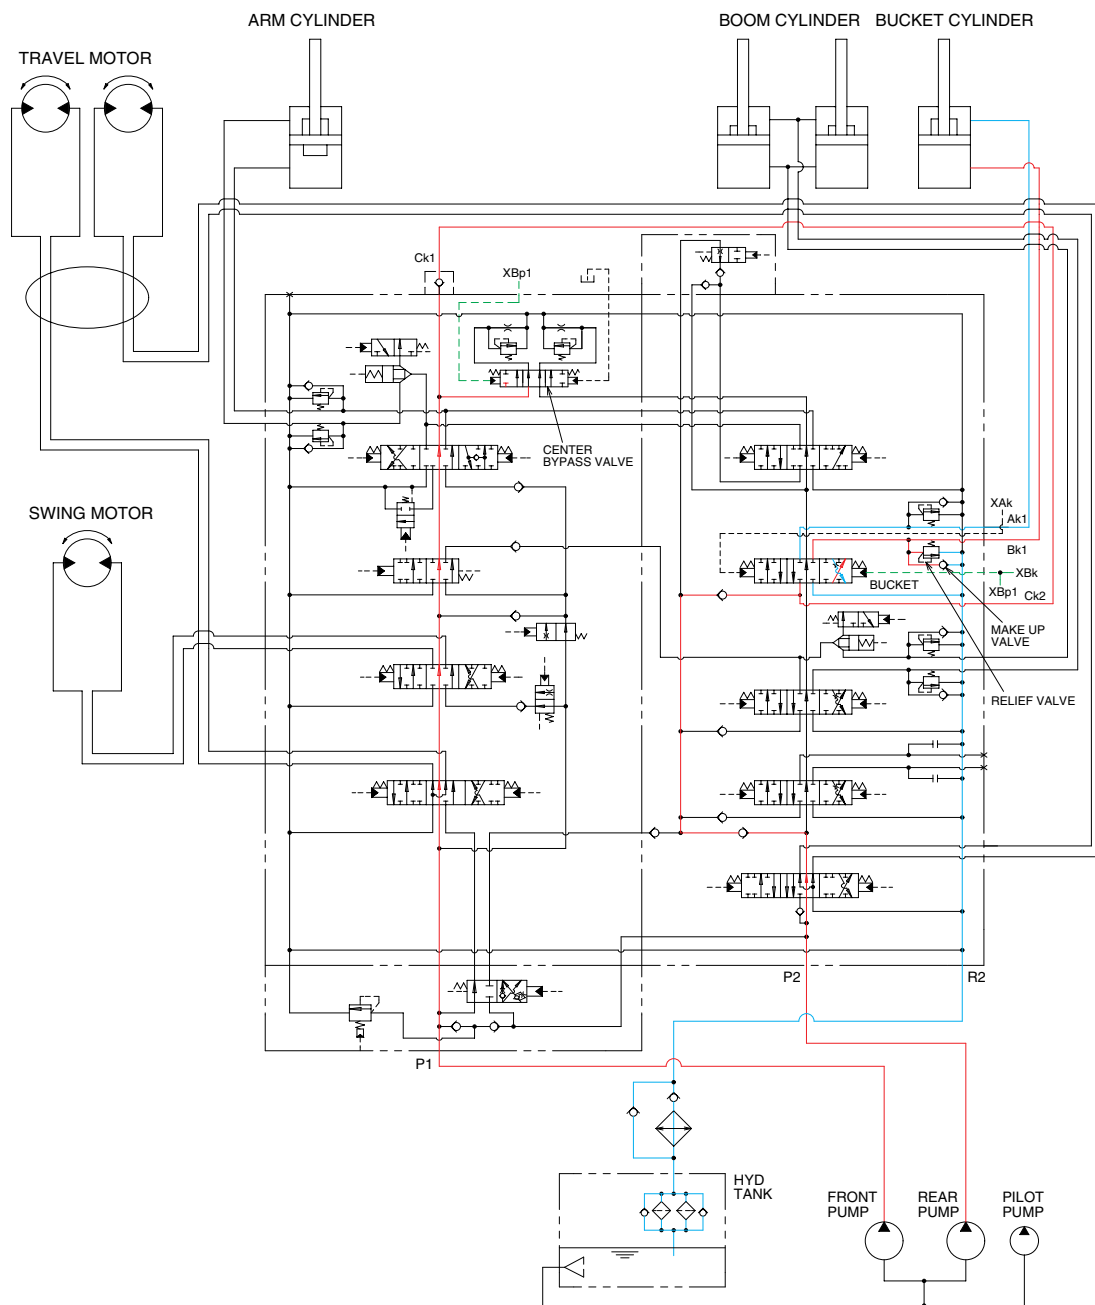 ARM CYLINDER
BOOM CYLINDER
BUCKET CYLINDER
TRAVEL MOTOR
Ck1
XBp1
CENTER
BYPASS VALVE
SWING MOTOR
XAk
Ak1
Bk1
BUCKET
XBk
XBp1
Ck2
MAKE UP
VALVE
RELIEF VALVE
P2
R2
P1
HYD
TANK
FRONT
PUMP
REAR
PUMP
PILOT
PUMP